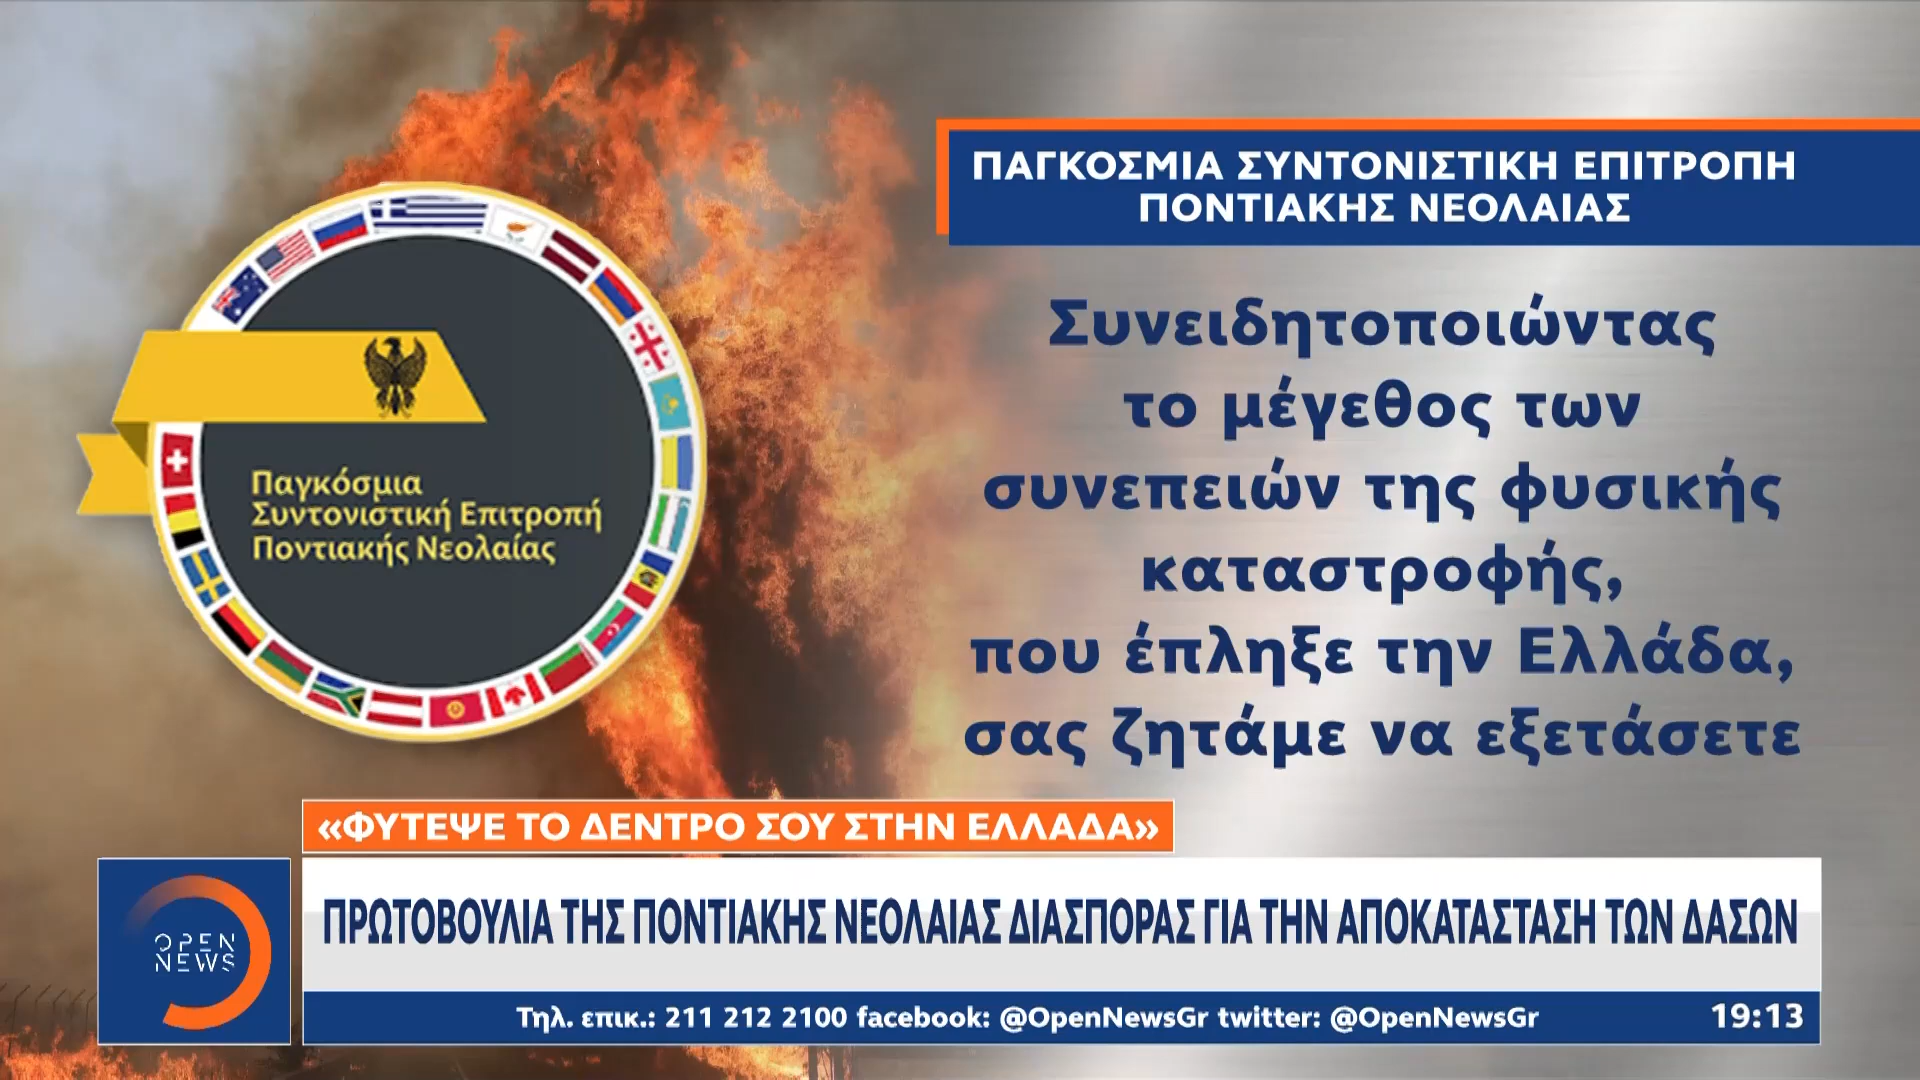 ΠΑΓΚΟΣΜΙΑ ΣΥΝΤΟΝΙΣΤΙΚΗ ΕΠΙΤΡΟΠΗ
ΠΟΝΤΙΑΚΗΣ ΝΕΟΛΑΙΑΣ
Συνειδητοποιώντας
το μέγεθος των
συνεπειών της φυσικής
καταστροφής,
που έπληξε την Ελλάδα,
σας ζητάμε να εξετάσετε
Παγκόσμια
Συντονιστική Επιτροπή
Ποντιακής Νεολαίας
«ΦΥΤΕΨΕ ΤΟ ΔΕΝΤΡΟ ΣΟΥ ΣΤΗΝ ΕΛΛΑΔΑ»
ΠΡΩΤΟΒΟΥΛΙΑ ΤΗΣ ΠΟΝΤΙΑΚΗΣ ΝΕΟΛΑΙΑΣ ΔΙΑΣΠΟΡΑΣ ΓΙΑ ΤΗΝ ΑΠΟΚΑΤΑΣΤΑΣΗ ΤΩΝ ΔΑΣΩΝ
OPEN
NEWS
Τηλ. επικ.: 211 212 2100 facebook: @OpenNewsGr twitter: @OpenNewsGr
19:13